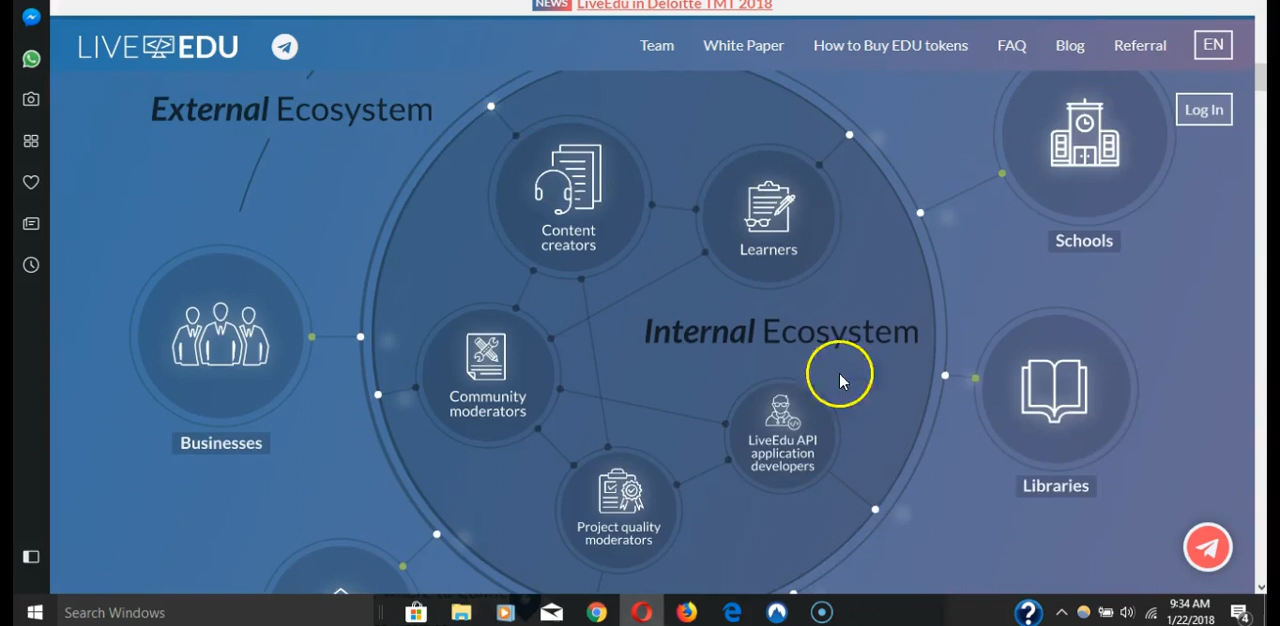 NEWS LiveEdu in Deloitte TMT 2018
LIVE EDU
Team White Paper How to Buy EDU tokens FAQ Blog Referral EN
Log In
External Ecosystem
Content
creators
Learners
Schools
Internal Ecosystem
Community
moderators
Businesses
LiveEdu API
application
developers
Libraries
Project quality
moderators
Search Windows
9:34 AM
1/22/2018
4